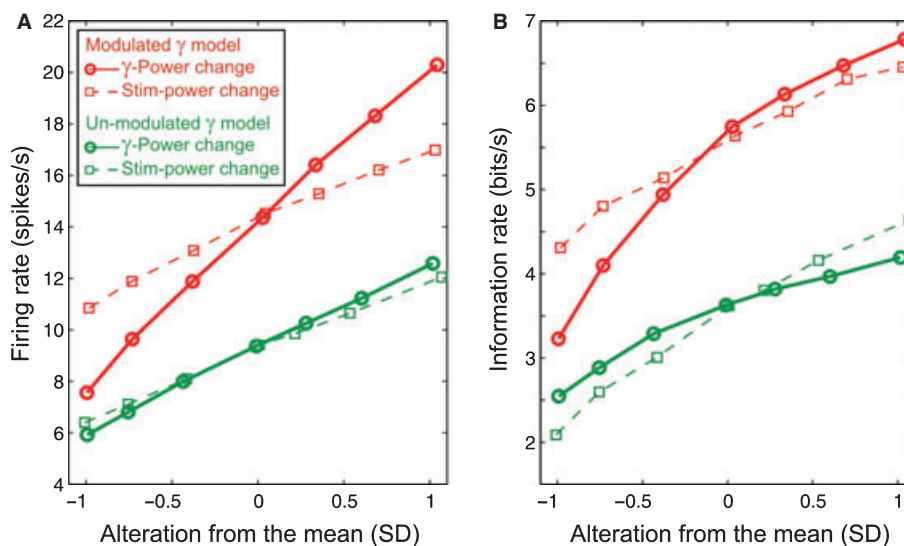 A
Firing rate (spikes/s)
22
20
18
16
14
12
10
8
6
4
Modulated γ model
γ-Power change
Stim-power change
Un-modulated γ model
γ-Power change
Stim-power change
−1
−0.5
0
0.5
1
Alteration from the mean (SD)
B
Information rate (bits/s)
7
6
5
4
3
2
−1
−0.5
0
0.5
1
Alteration from the mean (SD)